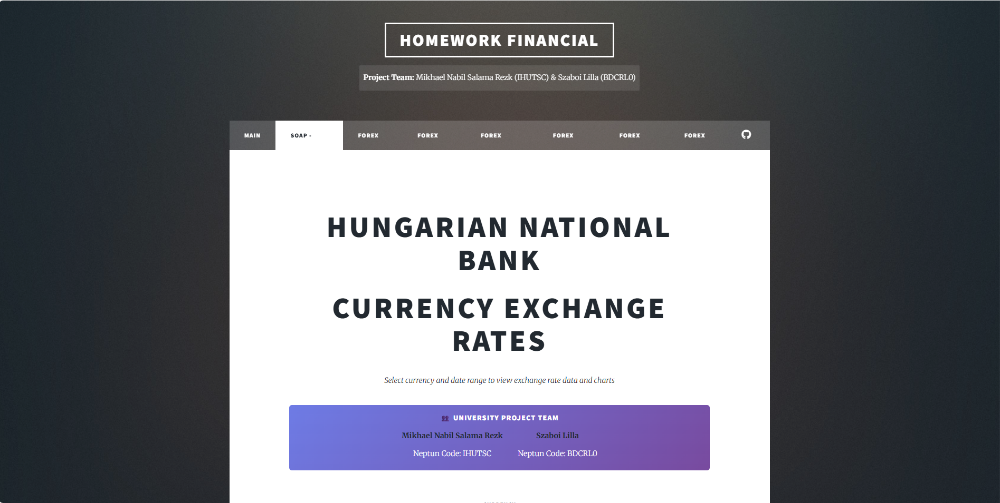 HOMEWORK FINANCIAL
Project Team: Mikhael Nabil Salama Rezk (IHUTSC) & Szaboi Lilla (BDCRL0)
MAIN SOAP - FOREX FOREX FOREX FOREX FOREX FOREX
HUNGARIAN NATIONAL
BANK
CURRENCY EXCHANGE
RATES
Select currency and date range to view exchange rate data and charts
UNIVERSITY PROJECT TEAM
Mikhael Nabil Salama Rezk Szaboi Lilla
Neptun Code: IHUTSC Neptun Code: BDCRL0